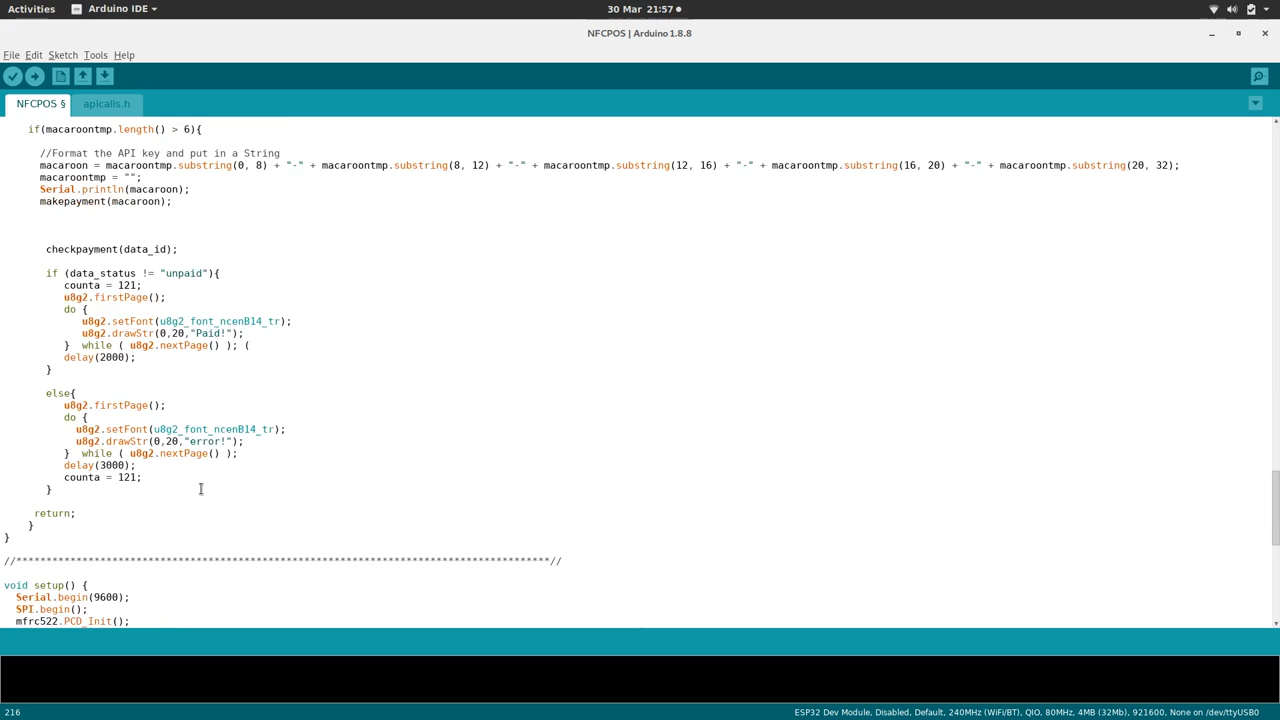 Activities Arduino IDE 30 Mar 21:57
NFCPOS | Arduino 1.8.8
File Edit Sketch Tools Help
NFCPOS § apicalls.h
if(macaroontmp.length() > 6){
//Format the API key and put in a String
macaroon = macaroontmp.substring(0, 8) + "-" + macaroontmp.substring(8, 12) + "-" + macaroontmp.substring(12, 16) + "-" + macaroontmp.substring(16, 20) + "-" + macaroontmp.substring(20, 32);
macaroontmp = "";
Serial.println(macaroon);
makepayment(macaroon);
checkpayment(data_id);
if (data_status != "unpaid"){
counta = 121;
u8g2.firstPage();
do {
u8g2.setFont(u8g2_font_ncenB14_tr);
u8g2.drawStr(0,20,"Paid!");
} while ( u8g2.nextPage() ); (
delay(2000);
}
else{
u8g2.firstPage();
do {
u8g2.setFont(u8g2_font_ncenB14_tr);
u8g2.drawStr(0,20,"error!");
} while ( u8g2.nextPage() );
delay(3000);
counta = 121;
}
return;
}
}
//*****************************************************************************************//
void setup() {
Serial.begin(9600);
SPI.begin();
mfrc522.PCD_Init();
216 ESP32 Dev Module, Disabled, Default, 240MHz (WiFi/BT), QIO, 80MHz, 4MB (32Mb), 921600, None on /dev/ttyUSB0